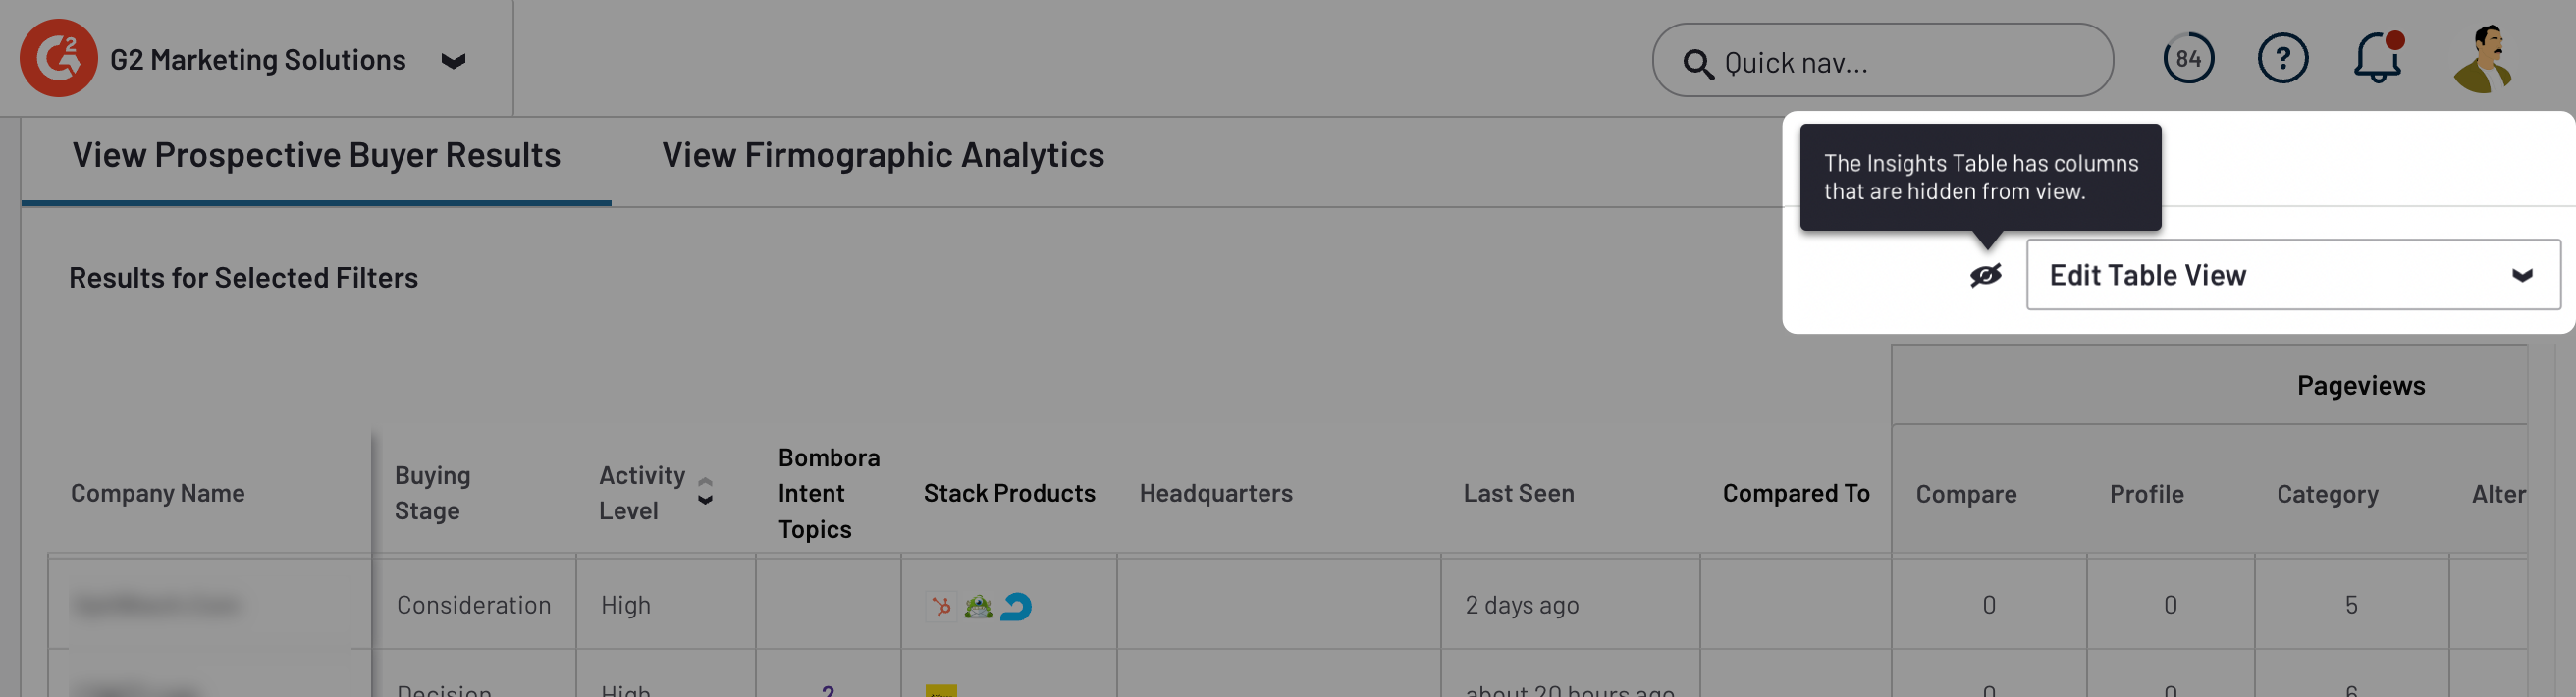 G2 Marketing Solutions
Quick nav...
84
?
View Prospective Buyer Results
View Firmographic Analytics
The Insights Table has columns
that are hidden from view.
Results for Selected Filters
Edit Table View
Pageviews
Company Name
Buying
Stage
Activity
Level
Bombora
Intent
Topics
Stack Products
Headquarters
Last Seen
Compared To
Compare
Profile
Category
Alter
Consideration
High
2 days ago
0
0
5
Decision
High
2
about 20 hours ago
0
0
6